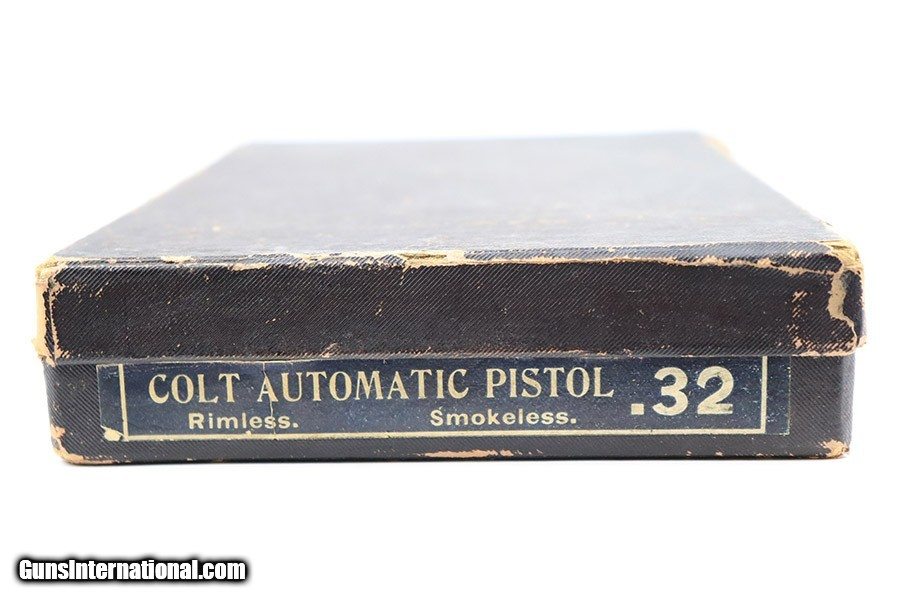 COLT AUTOMATIC PISTOL .32
Rimless. Smokeless.
GunsInternational.com